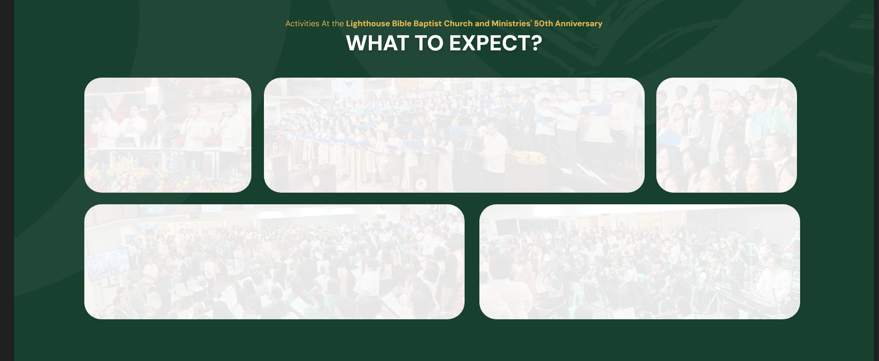 Activities At the Lighthouse Bible Baptist Church and Ministries' 50th Anniversary
WHAT TO EXPECT?